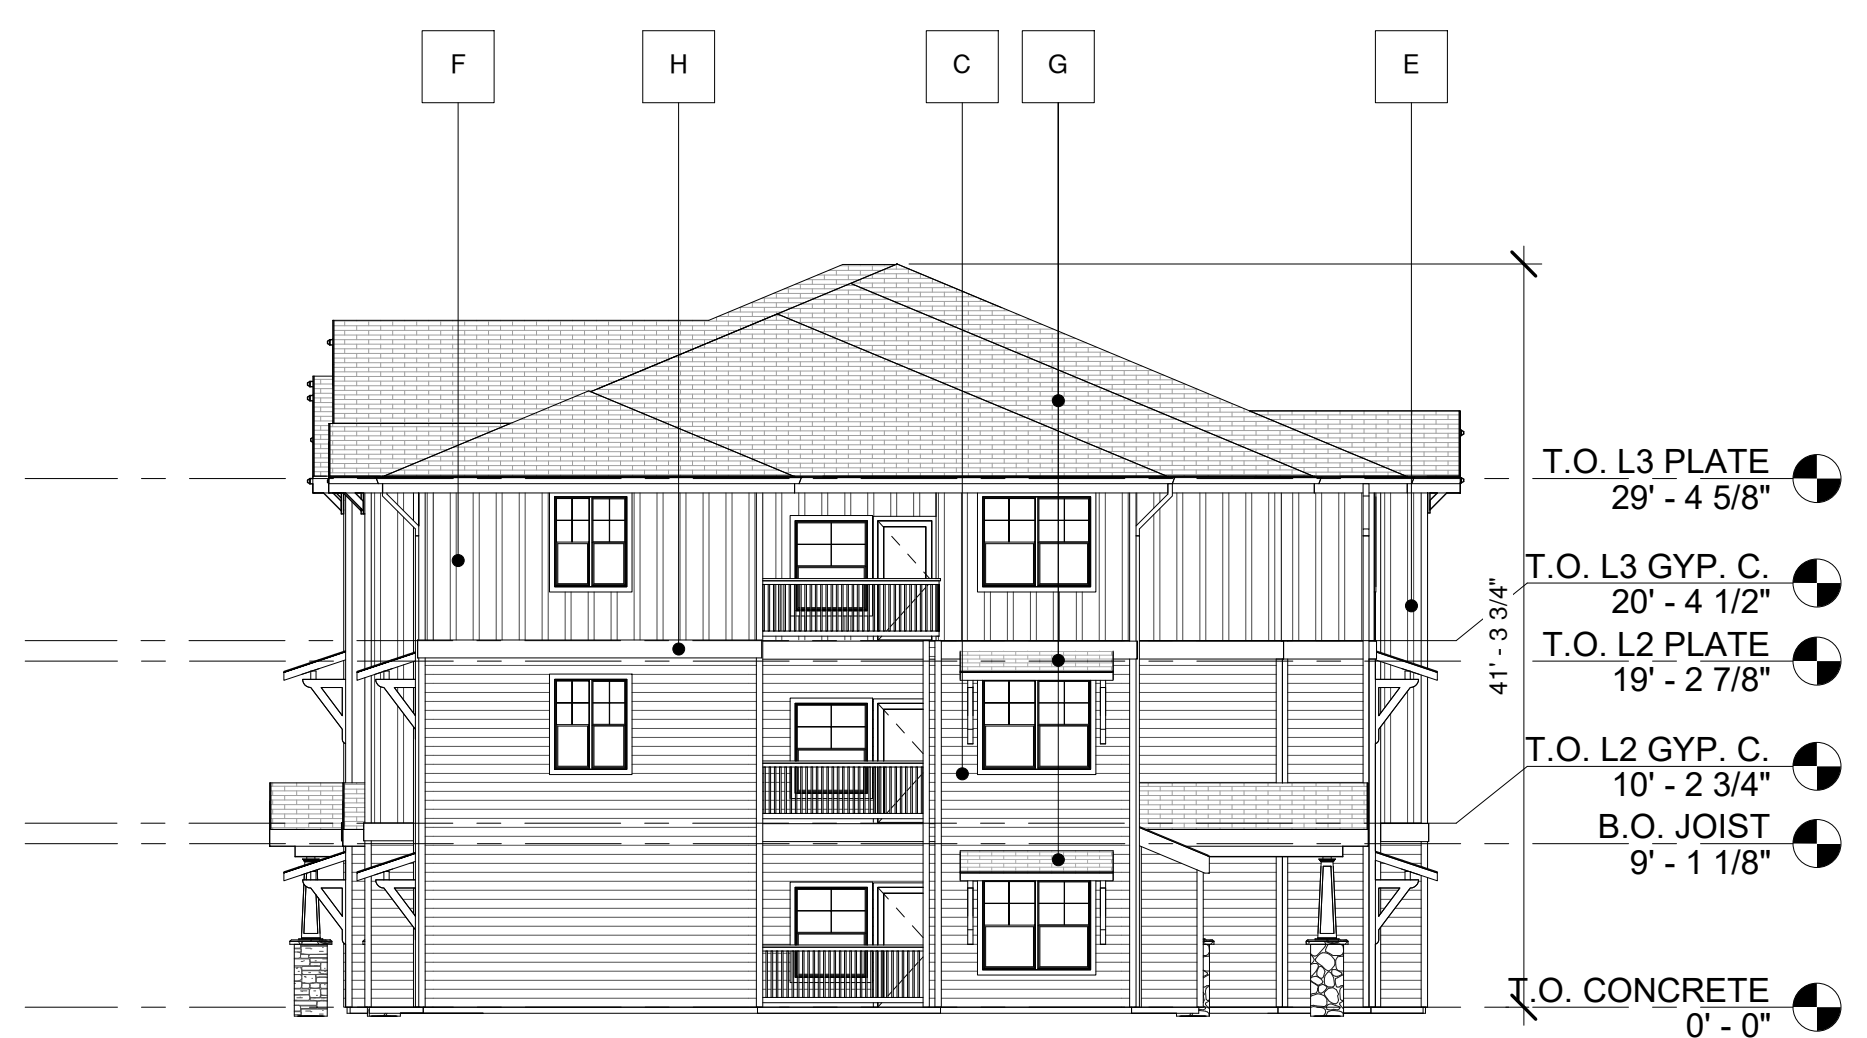 F
H
C
G
E
T.O. L3 PLATE
29' - 4 5/8"
T.O. L3 GYP. C.
20' - 4 1/2"
41' - 3 3/4"
T.O. L2 PLATE
19' - 2 7/8"
T.O. L2 GYP. C.
10' - 2 3/4"
B.O. JOIST
9' - 1 1/8"
T.O. CONCRETE
0' - 0"